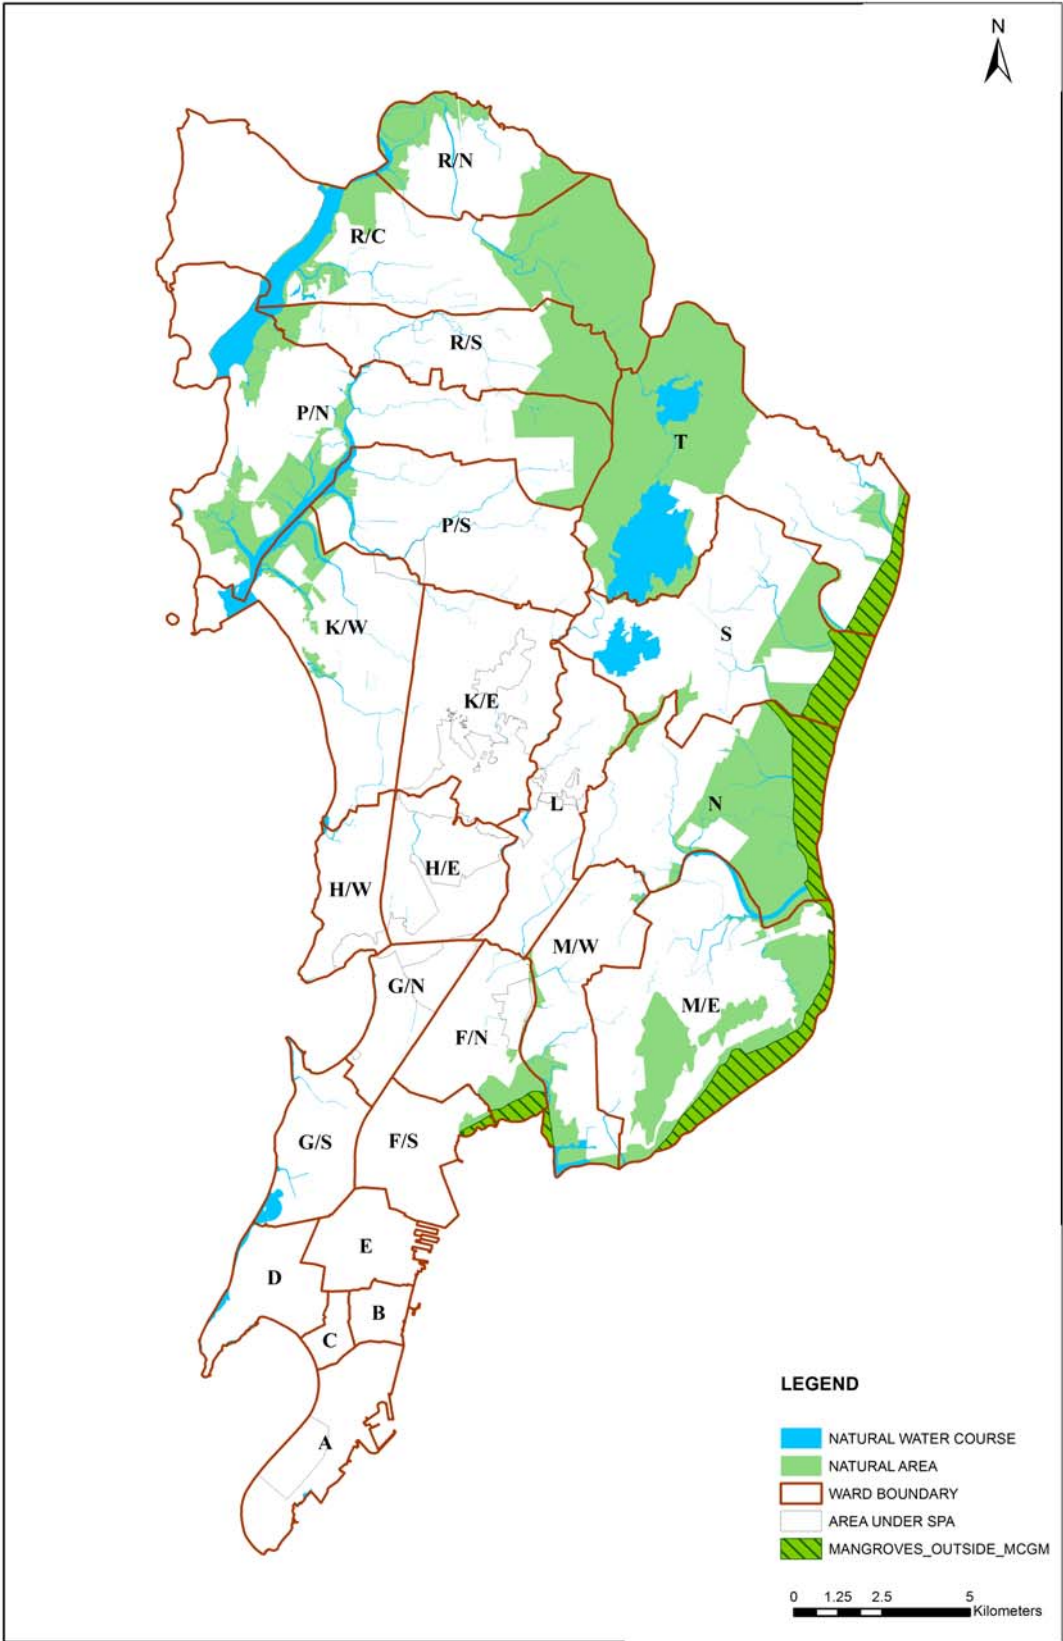 N
R/N
R/C
R/S
P/N
T
P/S
K/W
S
K/E
L
N
H/W
H/E
M/W
G/N
M/E
F/N
G/S
F/S
E
D
B
C
A
LEGEND
NATURAL WATER COURSE
NATURAL AREA
WARD BOUNDARY
AREA UNDER SPA
MANGROVES_OUTSIDE_MCGM
0 1.25 2.5 5
Kilometers